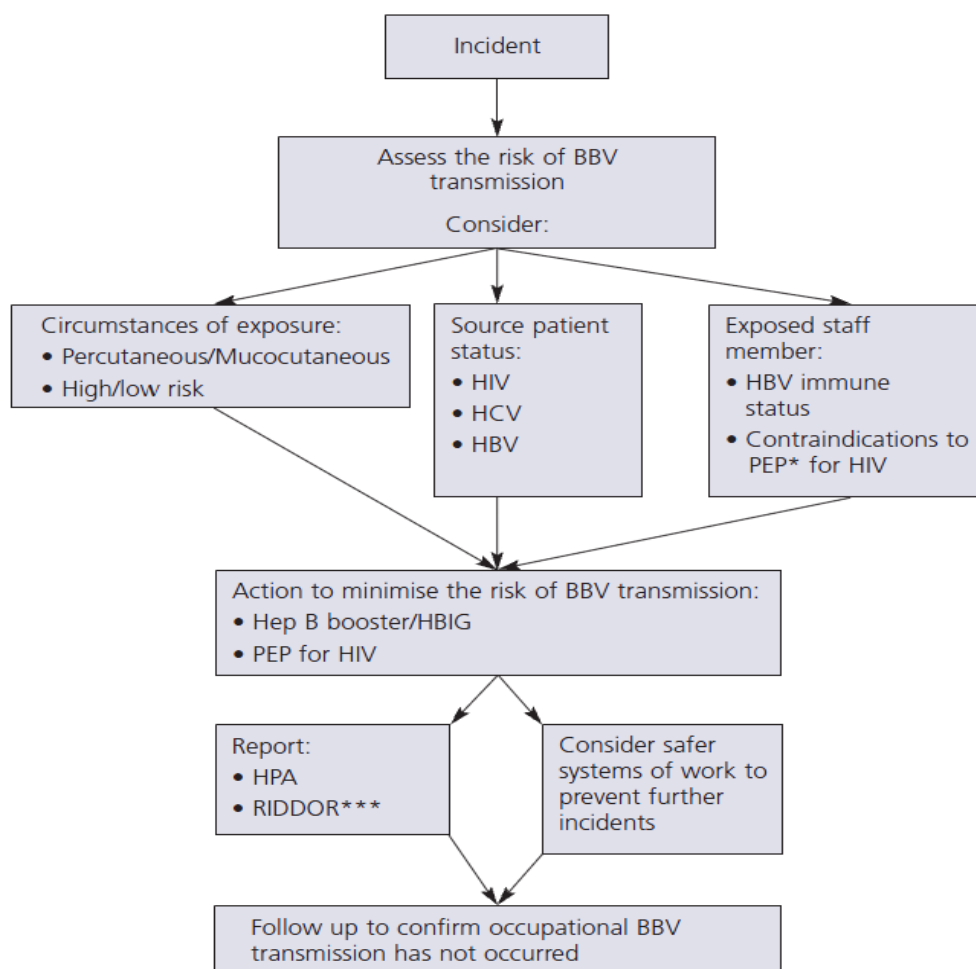 Incident
Assess the risk of BBV
transmission
Consider:
Circumstances of exposure:
• Percutaneous/Mucocutaneous
• High/low risk
Source patient
status:
• HIV
• HCV
• HBV
Exposed staff
member:
• HBV immune
status
• Contraindications to
PEP* for HIV
Action to minimise the risk of BBV transmission:
• Hep B booster/HBIG
• PEP for HIV
Report:
• HPA
• RIDDOR***
Consider safer
systems of work to
prevent further
incidents
Follow up to confirm occupational BBV
transmission has not occurred